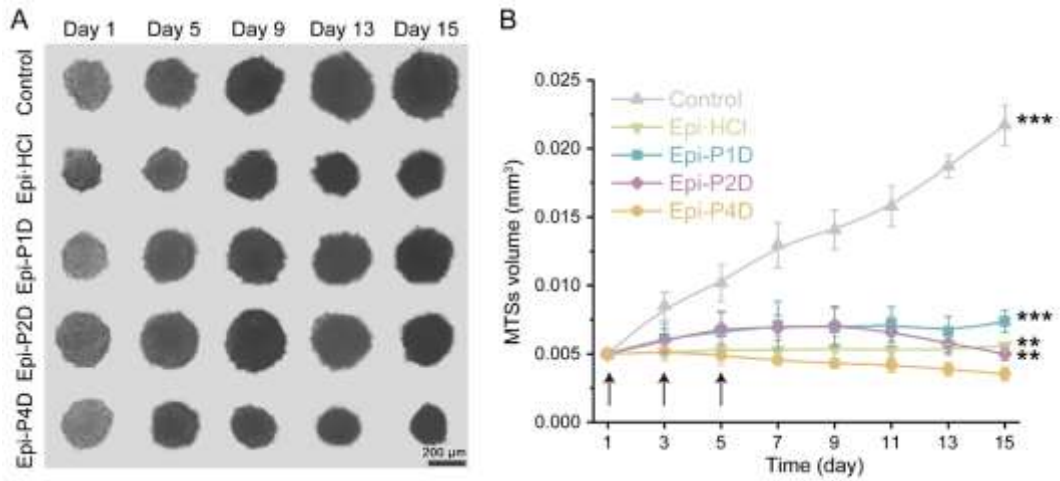 A
Day 1 Day 5 Day 9 Day 13 Day 15
Control
Epi·HCl
Epi-P1D
Epi-P2D
Epi-P4D
200 μm
B
MTSs volume (mm³)
0.025
0.020
0.015
0.010
0.005
0.000
Control
Epi·HCl
Epi-P1D
Epi-P2D
Epi-P4D
***
***
**
**
1 3 5 7 9 11 13 15
Time (day)